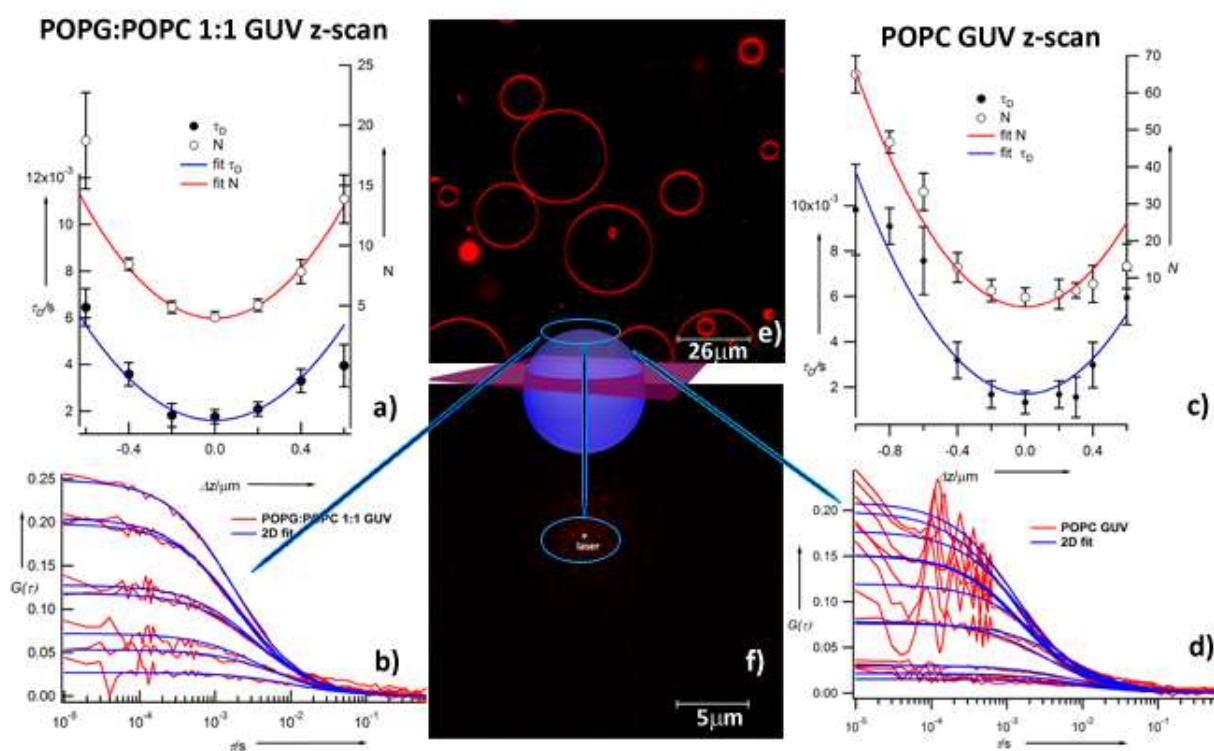 POPG:POPC 1:1 GUV z-scan
25
20
15
10
5
N
τD
N
fit τD
fit N
12x10⁻³
10
8
6
4
2
τD/s
a)
-0.4
0.0
0.4
Δz/μm
0.25
0.20
0.15
0.10
0.05
0.00
G(τ)
POPG:POPC 1:1 GUV
2D fit
b)
10⁻⁵
10⁻⁴
10⁻³
10⁻²
10⁻¹
t/s
e)
26μm
laser
f)
5μm
POPC GUV z-scan
70
60
50
40
30
20
10
N
τD
N
fit N
fit τD
10x10⁻³
8
6
4
2
τD/s
c)
-0.8
-0.4
0.0
0.4
Δz/μm
0.20
0.15
0.10
0.05
0.00
G(τ)
POPC GUV
2D fit
d)
10⁻⁵
10⁻⁴
10⁻³
10⁻²
10⁻¹
t/s